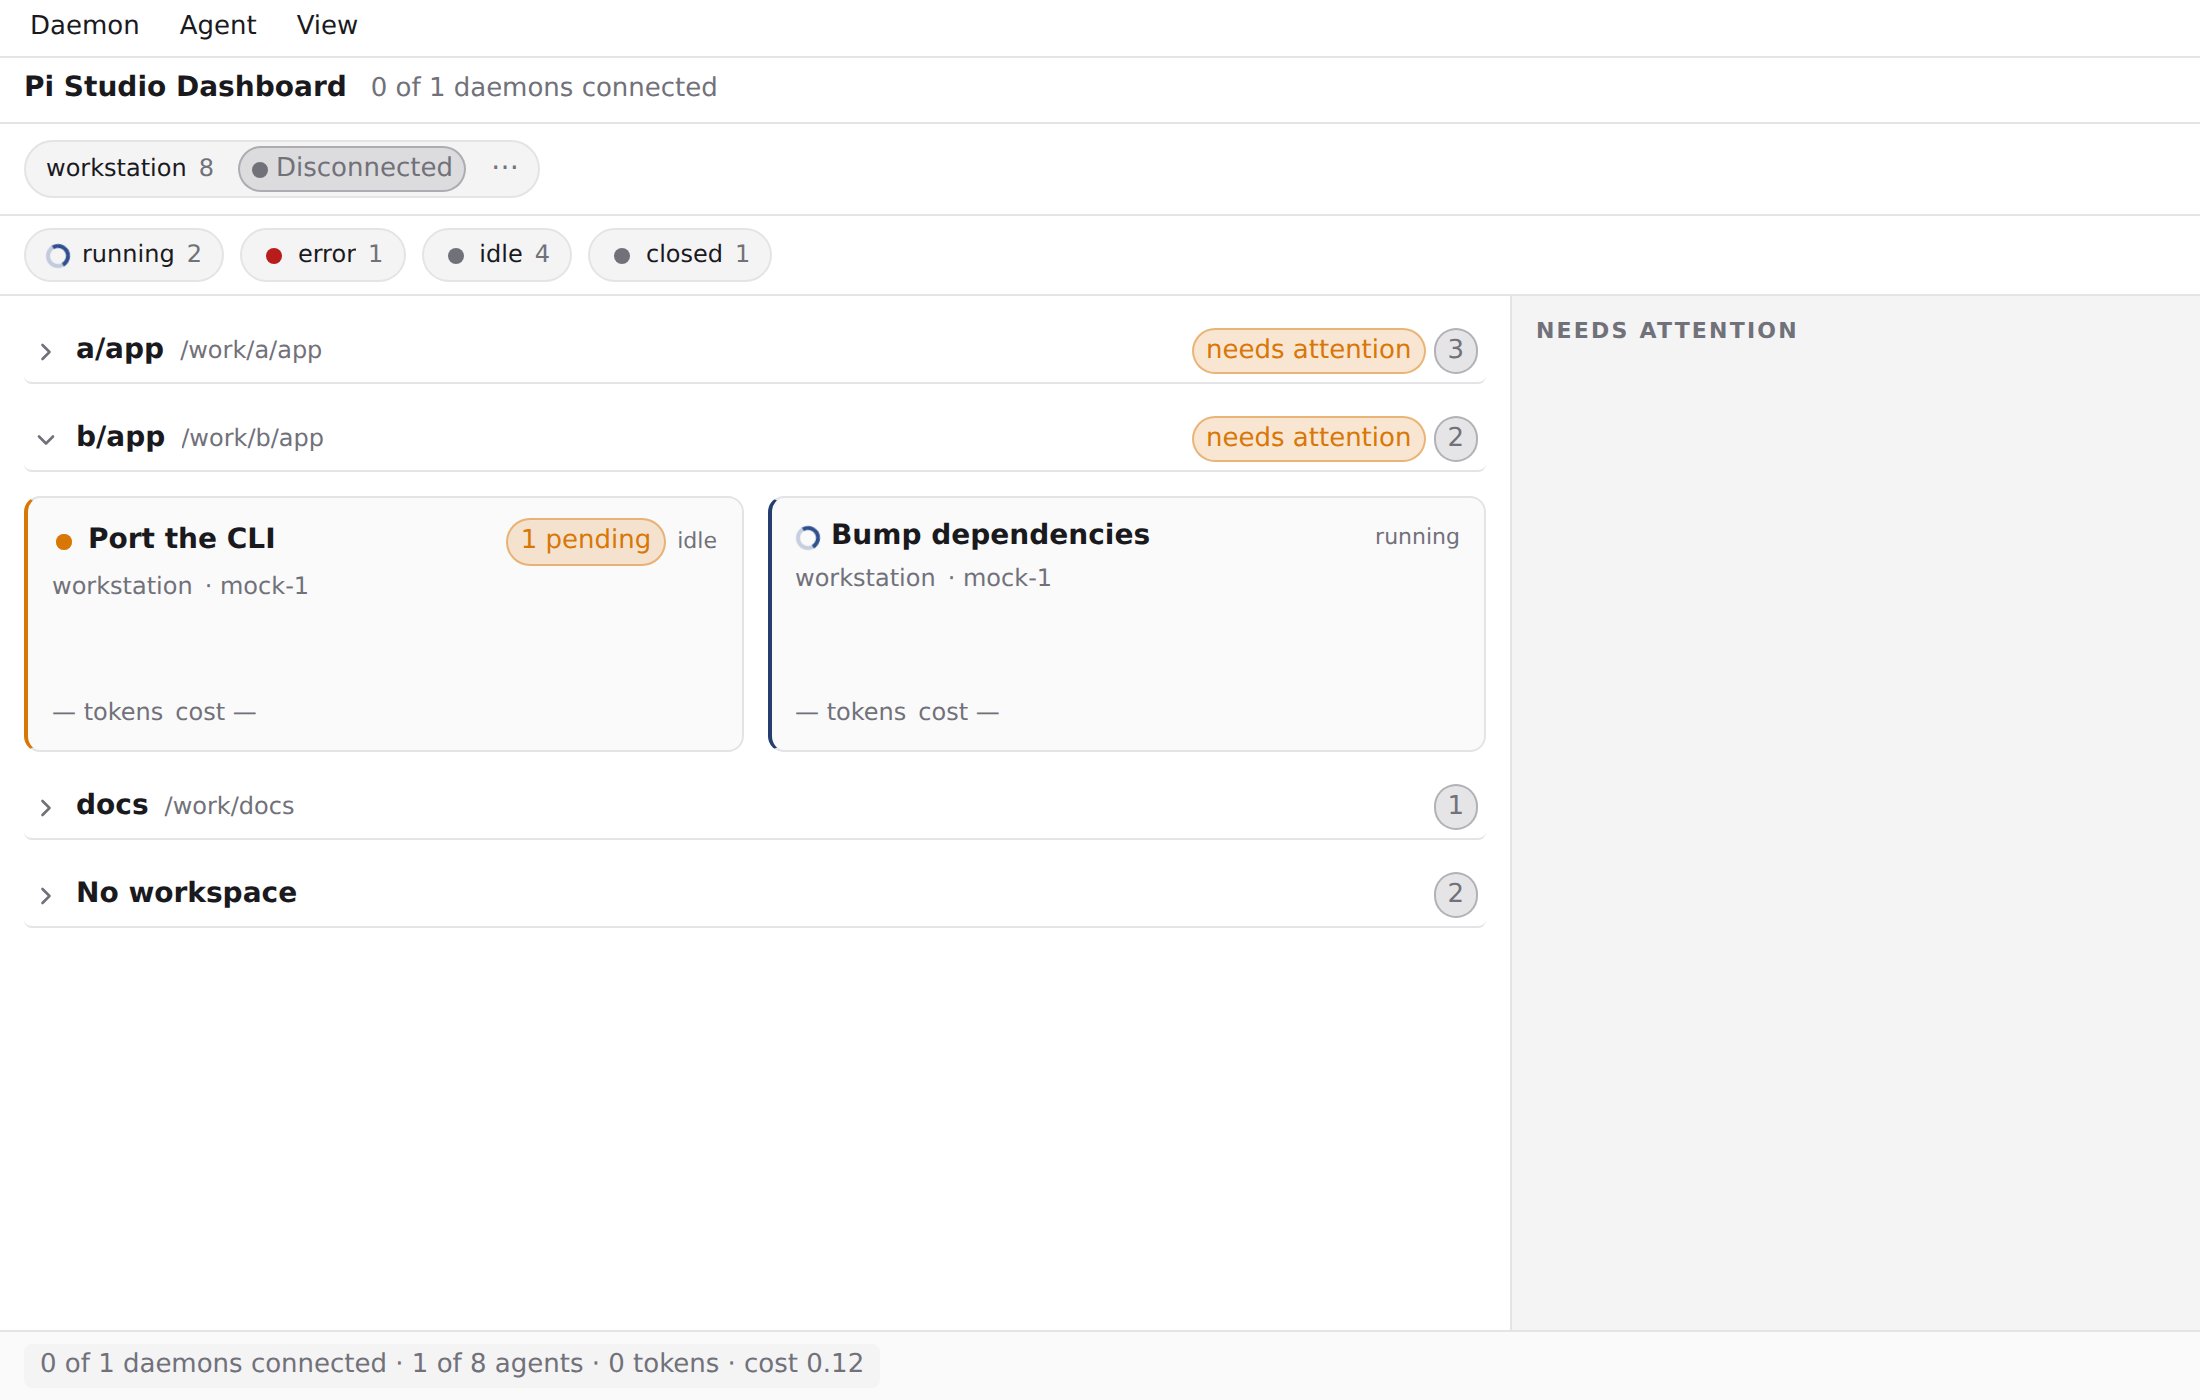 Daemon Agent View
Pi Studio Dashboard 0 of 1 daemons connected
workstation 8 Disconnected ···
running 2 error 1 idle 4 closed 1
a/app /work/a/app needs attention 3
b/app /work/b/app needs attention 2
Port the CLI 1 pending idle
workstation · mock-1
— tokens cost —
Bump dependencies running
workstation · mock-1
— tokens cost —
docs /work/docs 1
No workspace 2
NEEDS ATTENTION
0 of 1 daemons connected · 1 of 8 agents · 0 tokens · cost 0.12